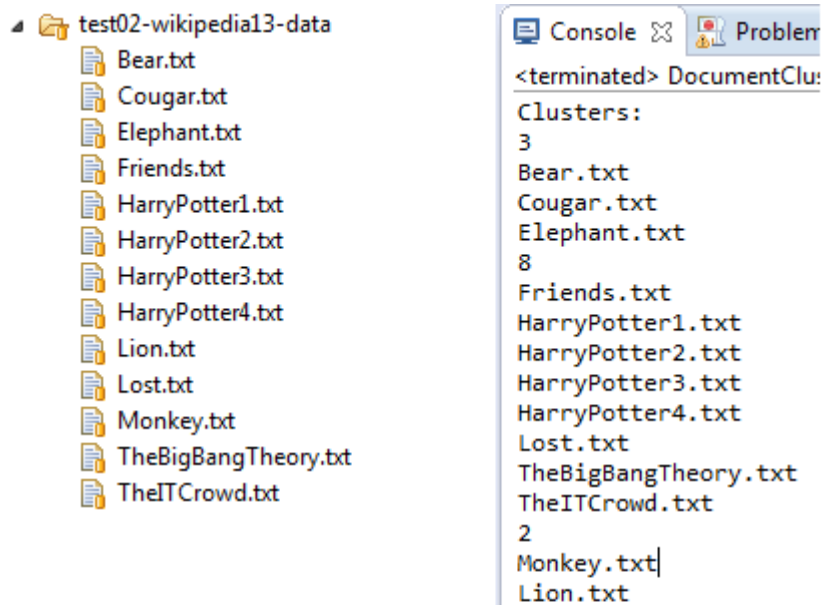 test02-wikipedia13-data
Bear.txt
Cougar.txt
Elephant.txt
Friends.txt
HarryPotter1.txt
HarryPotter2.txt
HarryPotter3.txt
HarryPotter4.txt
Lion.txt
Lost.txt
Monkey.txt
TheBigBangTheory.txt
TheITCrowd.txt
Console Problem
<terminated> DocumentClus
Clusters:
3
Bear.txt
Cougar.txt
Elephant.txt
8
Friends.txt
HarryPotter1.txt
HarryPotter2.txt
HarryPotter3.txt
HarryPotter4.txt
Lost.txt
TheBigBangTheory.txt
TheITCrowd.txt
2
Monkey.txt
Lion.txt